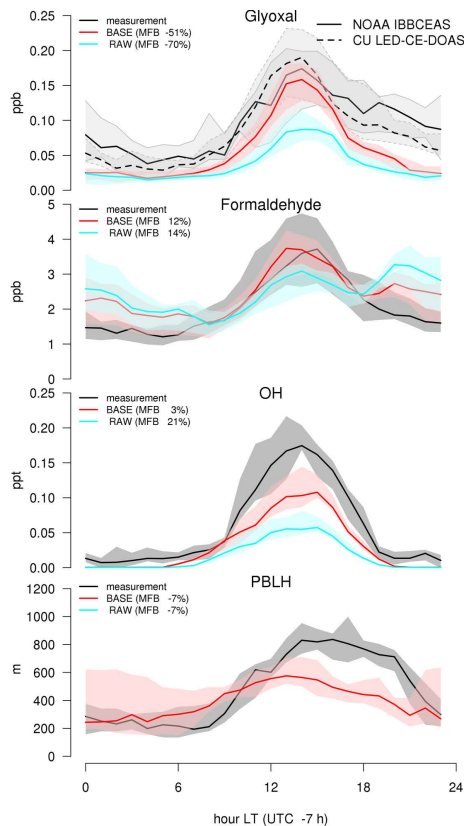 Glyoxal
measurement
BASE (MFB -51%)
RAW (MFB -70%)
NOAA IBBCEAS
CU LED-CE-DOAS
ppb
0.25
0.20
0.15
0.10
0.05
0.00
Formaldehyde
measurement
BASE (MFB 12%)
RAW (MFB 14%)
ppb
5
4
3
2
1
0
OH
measurement
BASE (MFB 3%)
RAW (MFB 21%)
ppt
0.25
0.20
0.15
0.10
0.05
0.00
PBLH
measurement
BASE (MFB -7%)
RAW (MFB -7%)
m
1200
1000
800
600
400
200
0
0 6 12 18 24
hour LT (UTC -7 h)